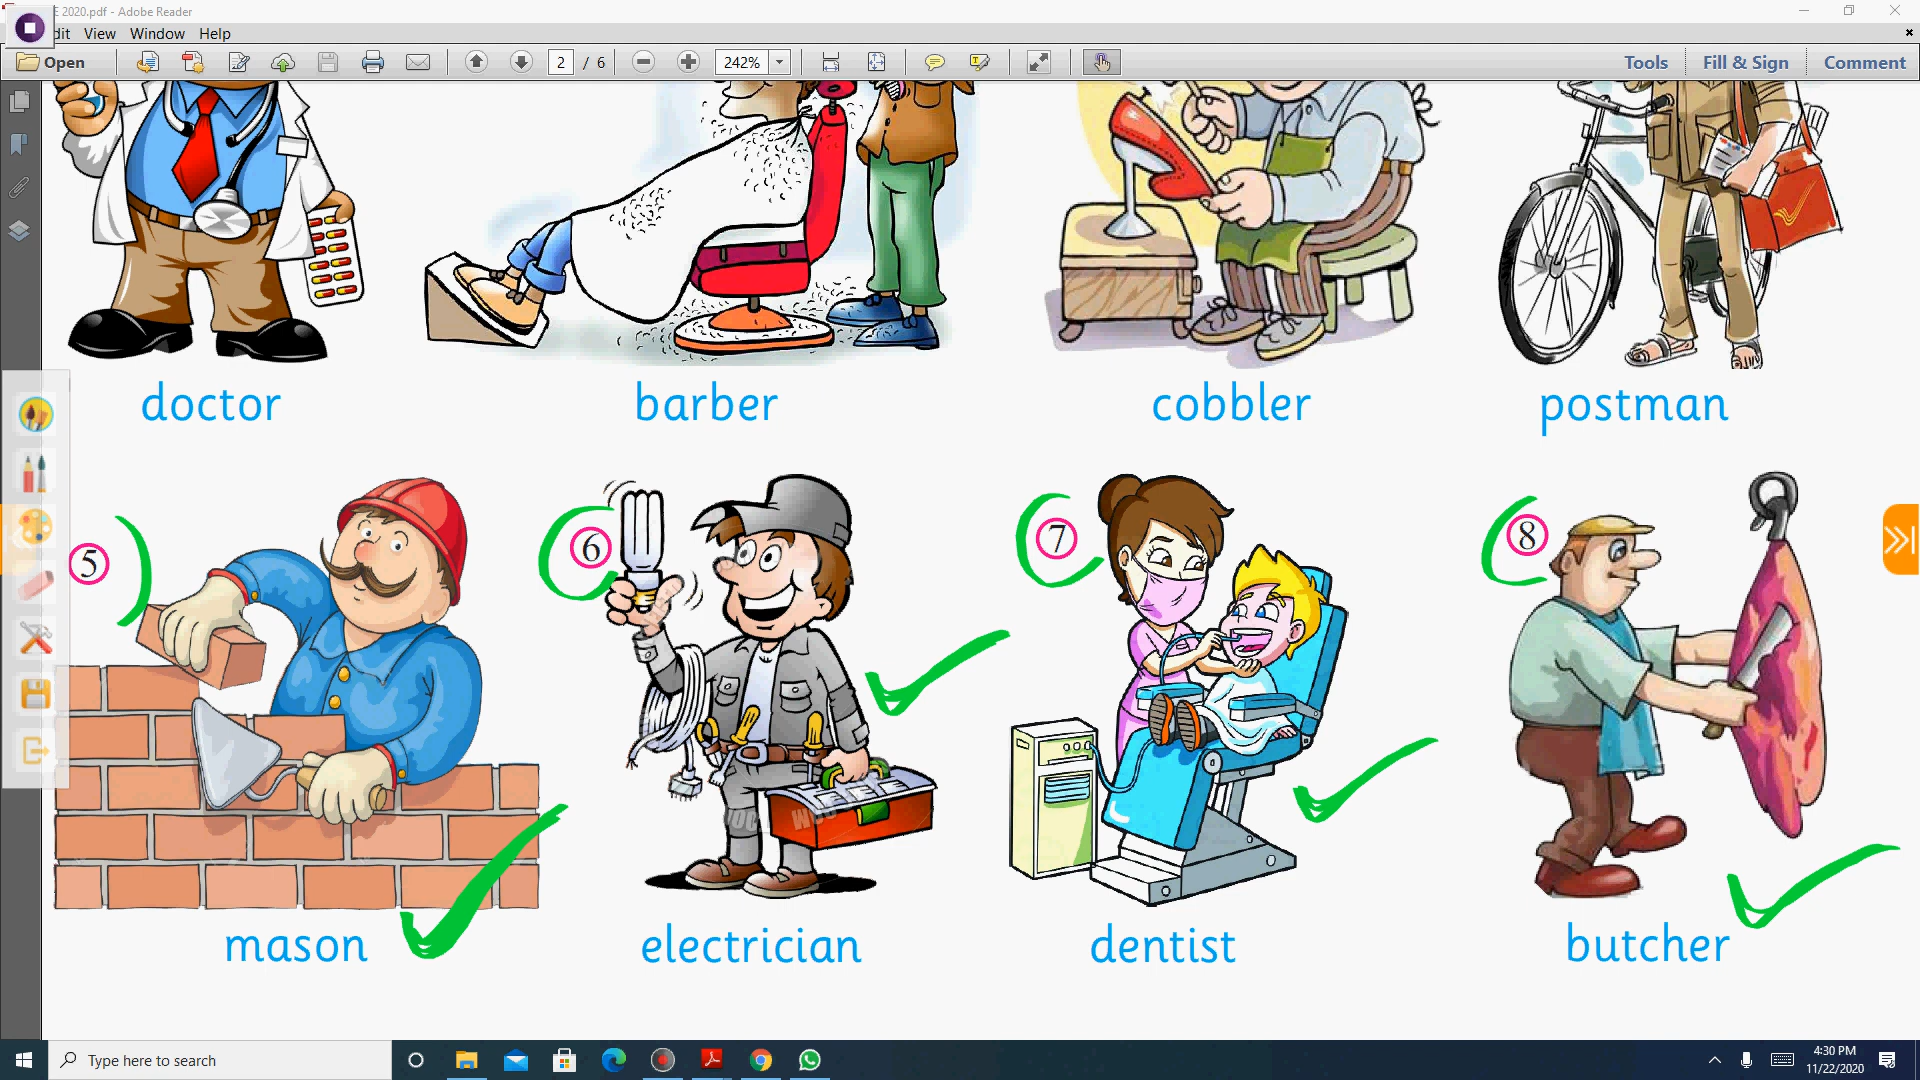 E 2020.pdf - Adobe Reader
dit View Window Help
Open 2 / 6 242% Tools Fill & Sign Comment
doctor barber cobbler postman
5 6 7 8
mason electrician dentist butcher
Type here to search
4:30 PM
11/22/2020